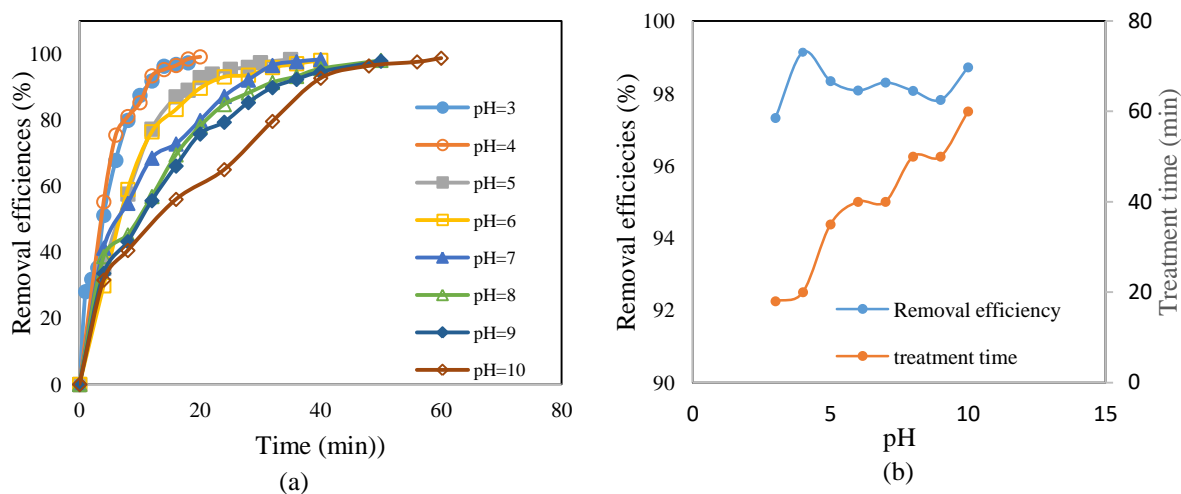 120
100
80
60
40
20
0
Removal efficiences (%)
0 20 40 60 80
Time (min))
pH=3
pH=4
pH=5
pH=6
pH=7
pH=8
pH=9
pH=10
(a)
100
98
96
94
92
90
Removal efficiecies (%)
80
60
40
20
0
Treatment time (min)
Removal efficiency
treatment time
0 5 10 15
pH
(b)